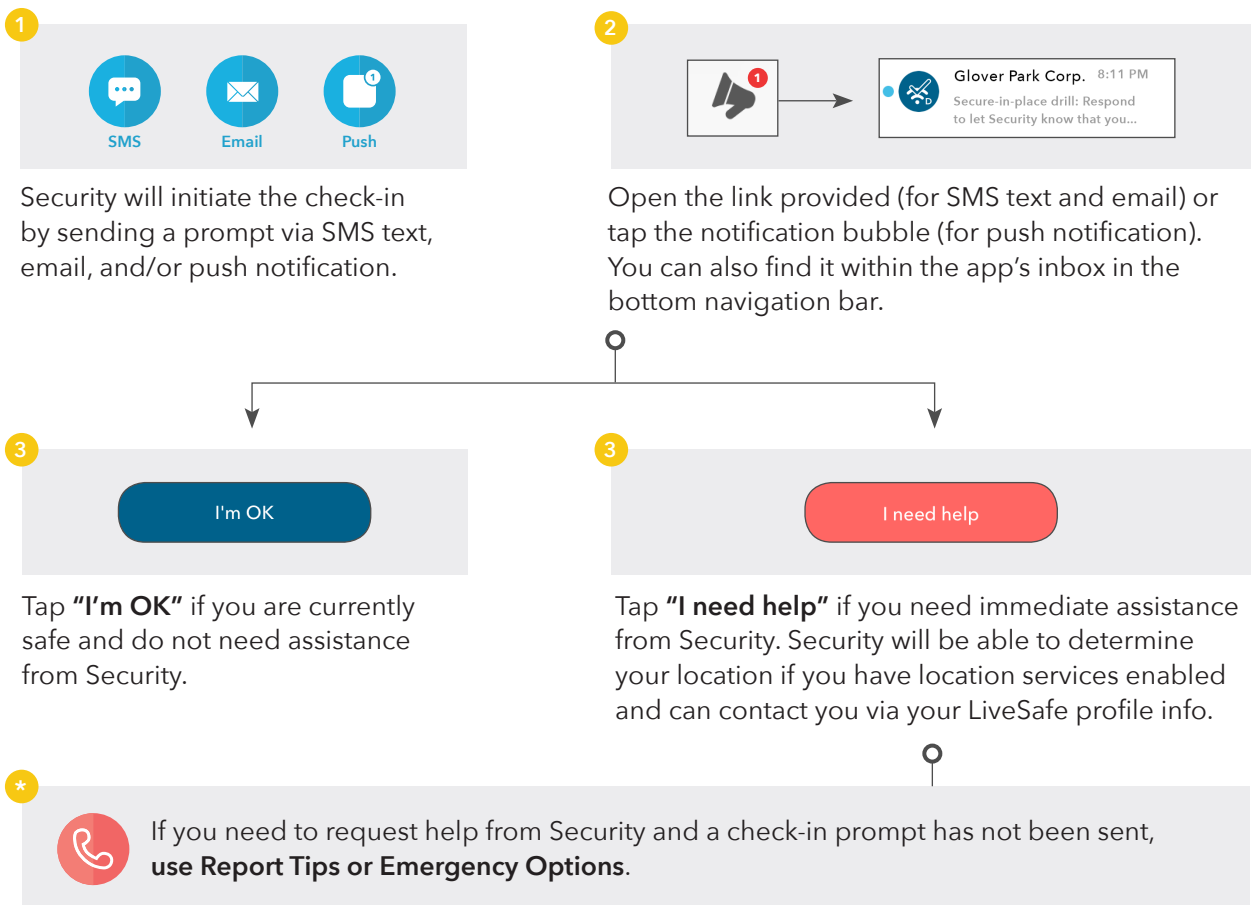 1
SMS
Email
1
Push
Security will initiate the check-in
by sending a prompt via SMS text,
email, and/or push notification.
2
1
D
Glover Park Corp. 8:11 PM
Secure-in-place drill: Respond
to let Security know that you...
Open the link provided (for SMS text and email) or
tap the notification bubble (for push notification).
You can also find it within the app’s inbox in the
bottom navigation bar.
3
I'm OK
Tap “I’m OK” if you are currently
safe and do not need assistance
from Security.
3
I need help
Tap “I need help” if you need immediate assistance
from Security. Security will be able to determine
your location if you have location services enabled
and can contact you via your LiveSafe profile info.
*
If you need to request help from Security and a check-in prompt has not been sent,
use Report Tips or Emergency Options.